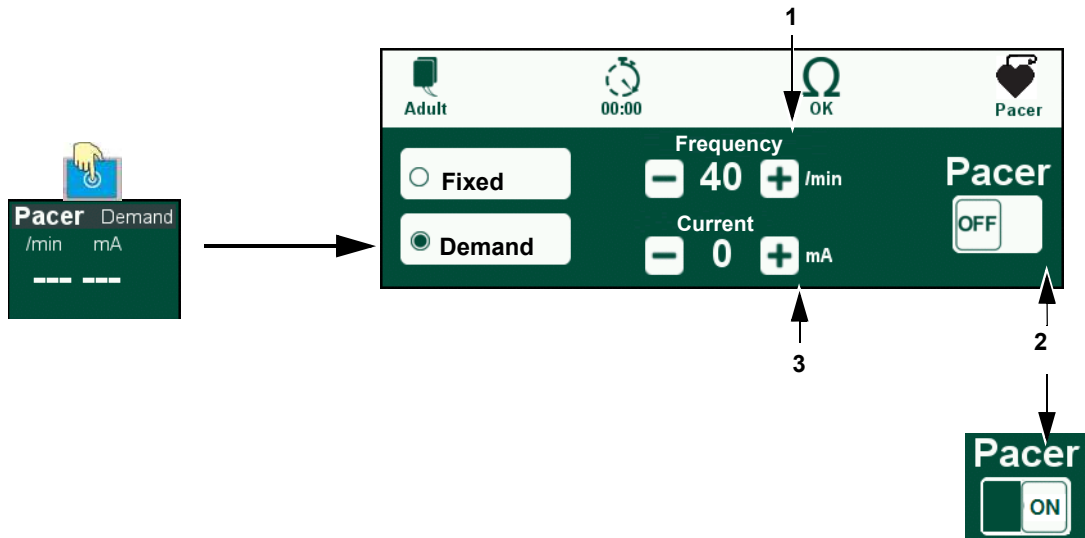 1
Adult
00:00
Ω
OK
Pacer
Frequency
Fixed
− 40 + /min
Pacer
OFF
Current
Demand
− 0 + mA
Pacer Demand
/min mA
--- ---
2
3
Pacer
ON